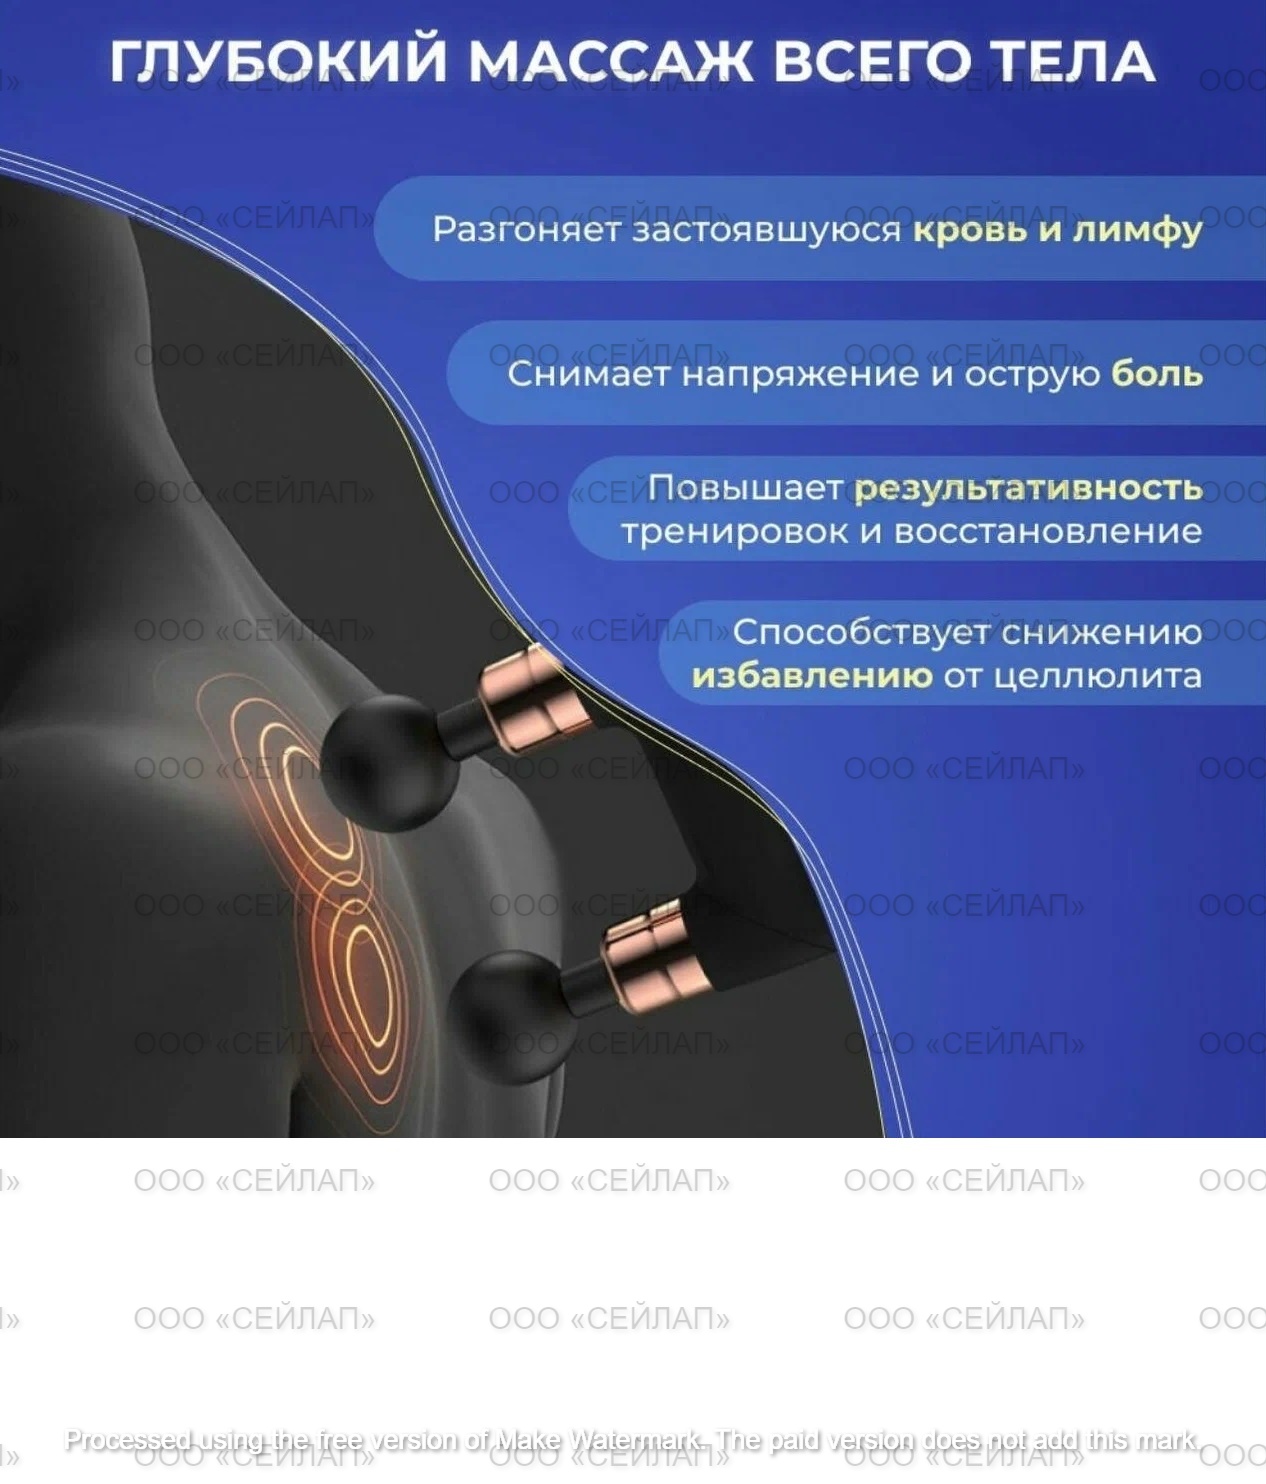 ГЛУБОКИЙ МАССАЖ ВСЕГО ТЕЛА
Разгоняет застоявшуюся кровь и лимфу
Снимает напряжение и острую боль
Повышает результативность
тренировок и восстановление
Способствует снижению
избавлению от целлюлита
ООО «СЕЙЛАП» ООО «СЕЙЛАП» ООО «СЕЙЛАП»
ООО «СЕЙЛАП» ООО «СЕЙЛАП» ООО «СЕЙЛАП»
Processed using the free version of Make Watermark. The paid version does not add this mark.